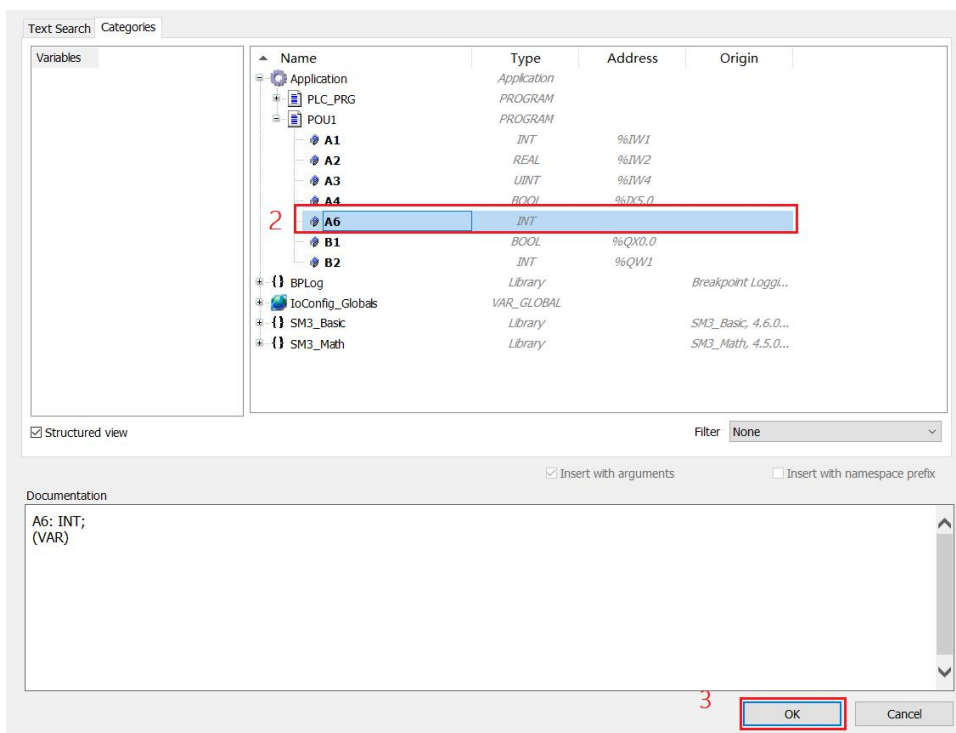 Text Search Categories
Variables
Name Type Address Origin
Application Application
PLC_PRG PROGRAM
POU1 PROGRAM
A1 INT %IW1
A2 REAL %IW2
A3 UINT %IW4
A4 BOOL %IX5.0
2 A6 INT
B1 BOOL %QX0.0
B2 INT %QW1
{} BPLog Library Breakpoint Loggi...
IoConfig_Globals VAR_GLOBAL
{} SM3_Basic Library SM3_Basic, 4.6.0...
{} SM3_Math Library SM3_Math, 4.5.0...
Structured view Filter None
Insert with arguments Insert with namespace prefix
Documentation
A6: INT;
(VAR)
3 OK Cancel